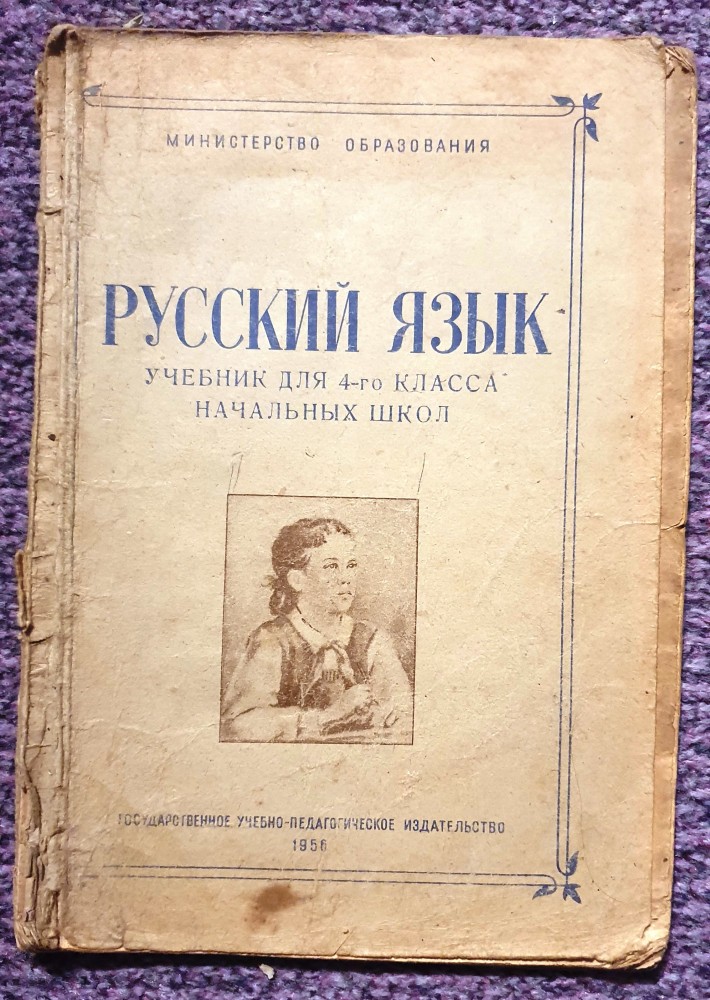 МИНИСТЕРСТВО ОБРАЗОВАНИЯ
РУССКИЙ ЯЗЫК
УЧЕБНИК ДЛЯ 4-го КЛАССА
НАЧАЛЬНЫХ ШКОЛ
ГОСУДАРСТВЕННОЕ УЧЕБНО-ПЕДАГОГИЧЕСКОЕ ИЗДАТЕЛЬСТВО
1956